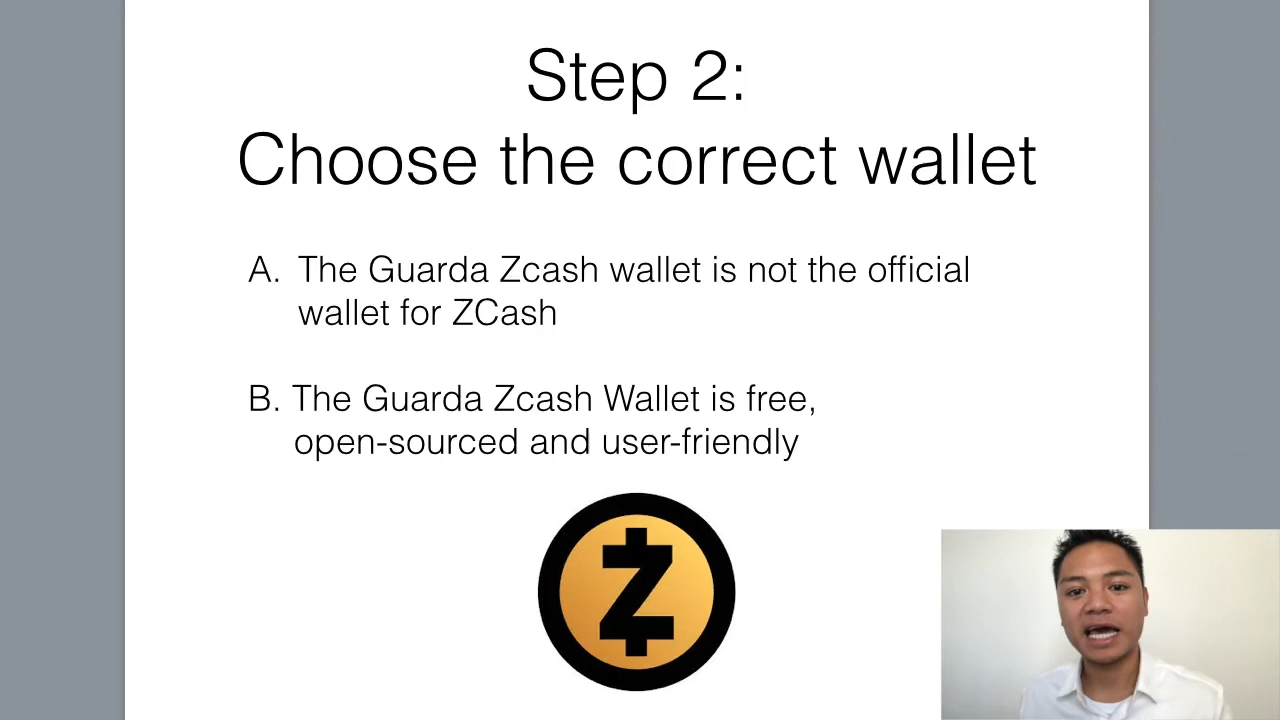 Step 2:
Choose the correct wallet
A. The Guarda Zcash wallet is not the official
wallet for ZCash
B. The Guarda Zcash Wallet is free,
open-sourced and user-friendly